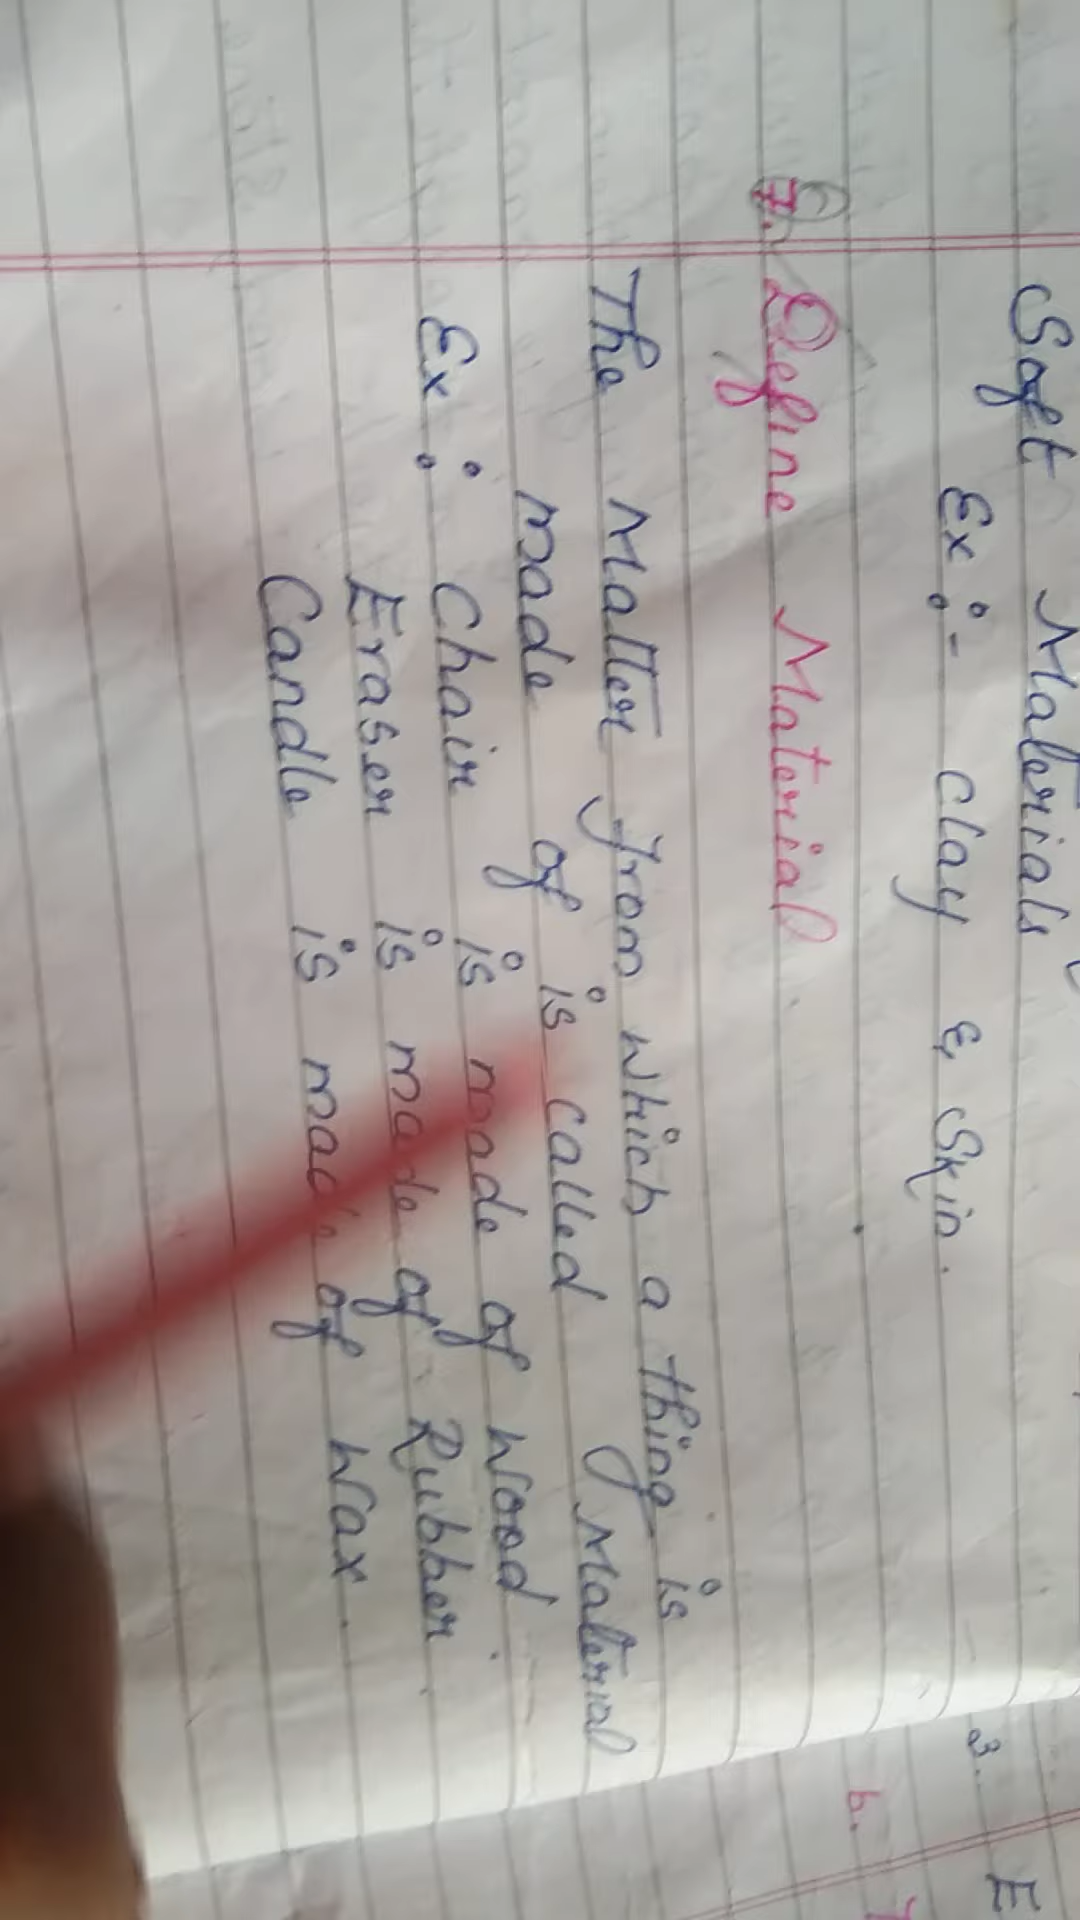 Soft Materials
Ex:- Clay & Skin.
7. Define Material
The Matter from which a thing is
made of is called Material
Ex: Chair is made of Wood
Eraser is made of Rubber
Candle is made of Wax.
3. E
b.